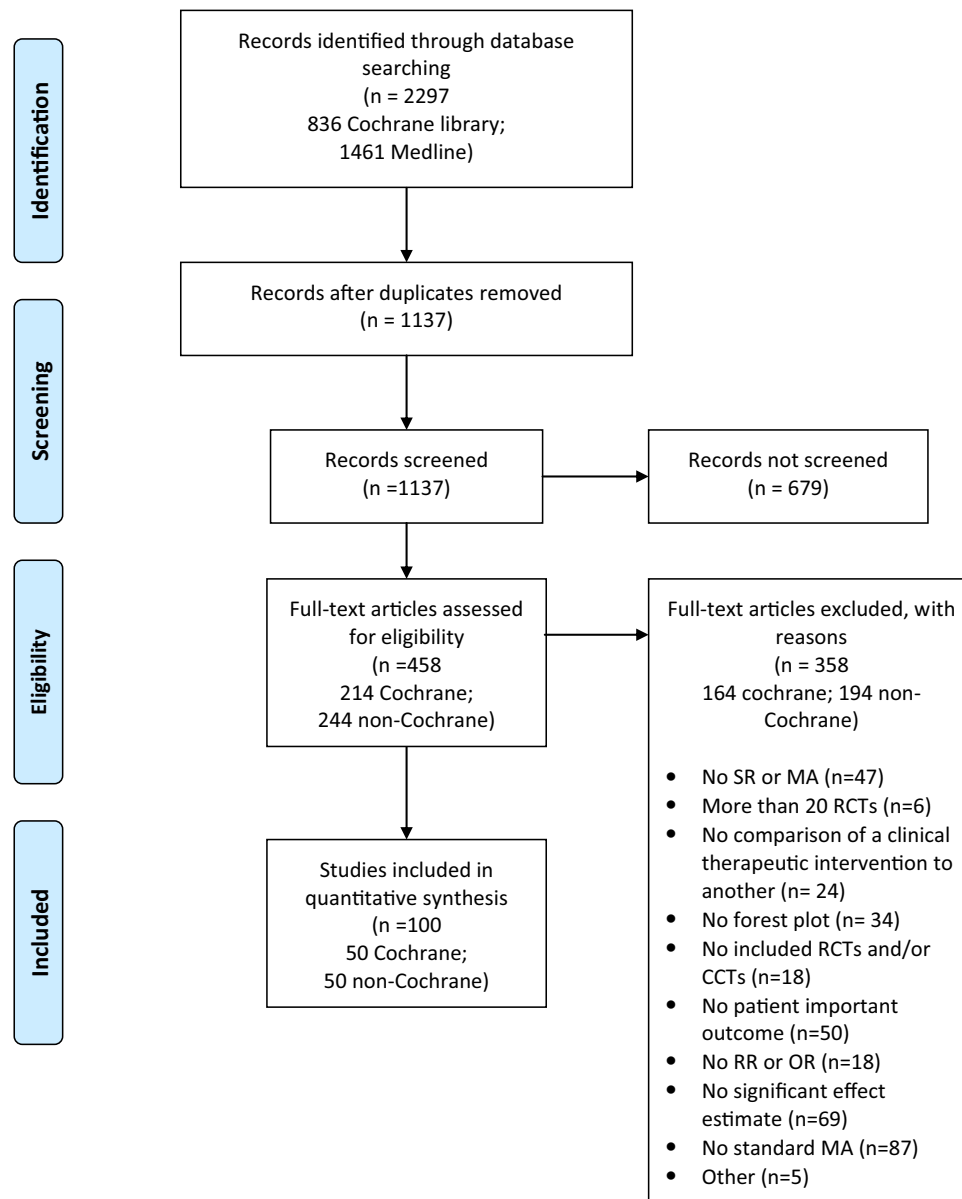 Identification
Records identified through database
searching
(n = 2297
836 Cochrane library;
1461 Medline)
Screening
Records after duplicates removed
(n = 1137)
Records screened
(n =1137)
Records not screened
(n = 679)
Eligibility
Full-text articles assessed
for eligibility
(n =458
214 Cochrane;
244 non-Cochrane)
Full-text articles excluded, with
reasons
(n = 358
164 cochrane; 194 non-
Cochrane)
• No SR or MA (n=47)
• More than 20 RCTs (n=6)
• No comparison of a clinical
therapeutic intervention to
another (n= 24)
• No forest plot (n= 34)
• No included RCTs and/or
CCTs (n=18)
• No patient important
outcome (n=50)
• No RR or OR (n=18)
• No significant effect
estimate (n=69)
• No standard MA (n=87)
• Other (n=5)
Included
Studies included in
quantitative synthesis
(n =100
50 Cochrane;
50 non-Cochrane)